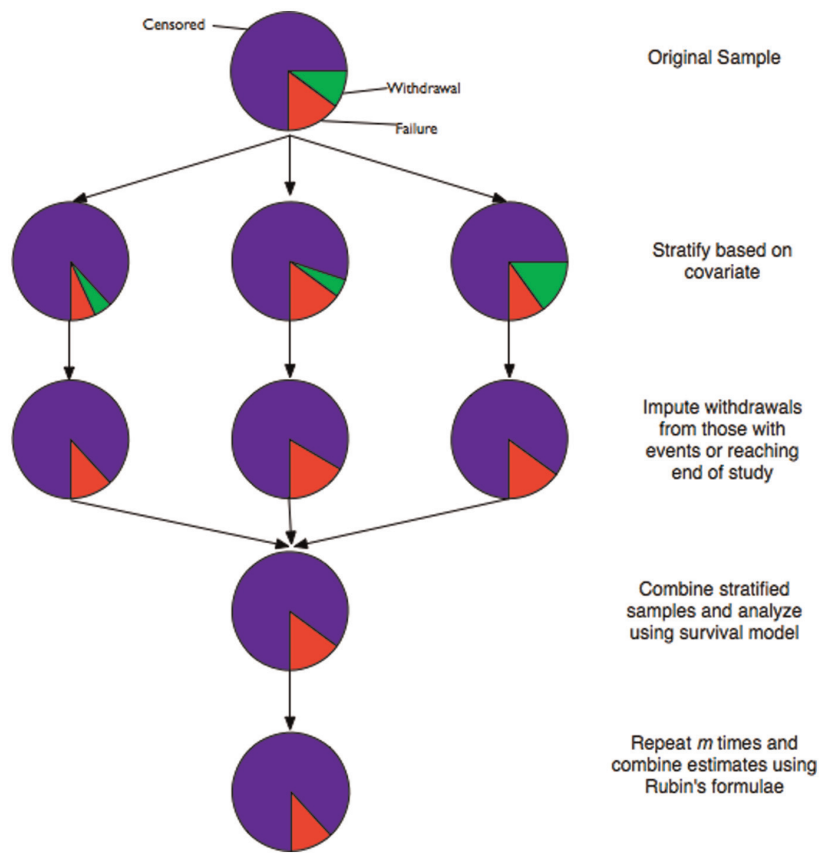 Censored
Withdrawal
Failure
Original Sample
Stratify based on
covariate
Impute withdrawals
from those with
events or reaching
end of study
Combine stratified
samples and analyze
using survival model
Repeat m times and
combine estimates using
Rubin's formulae